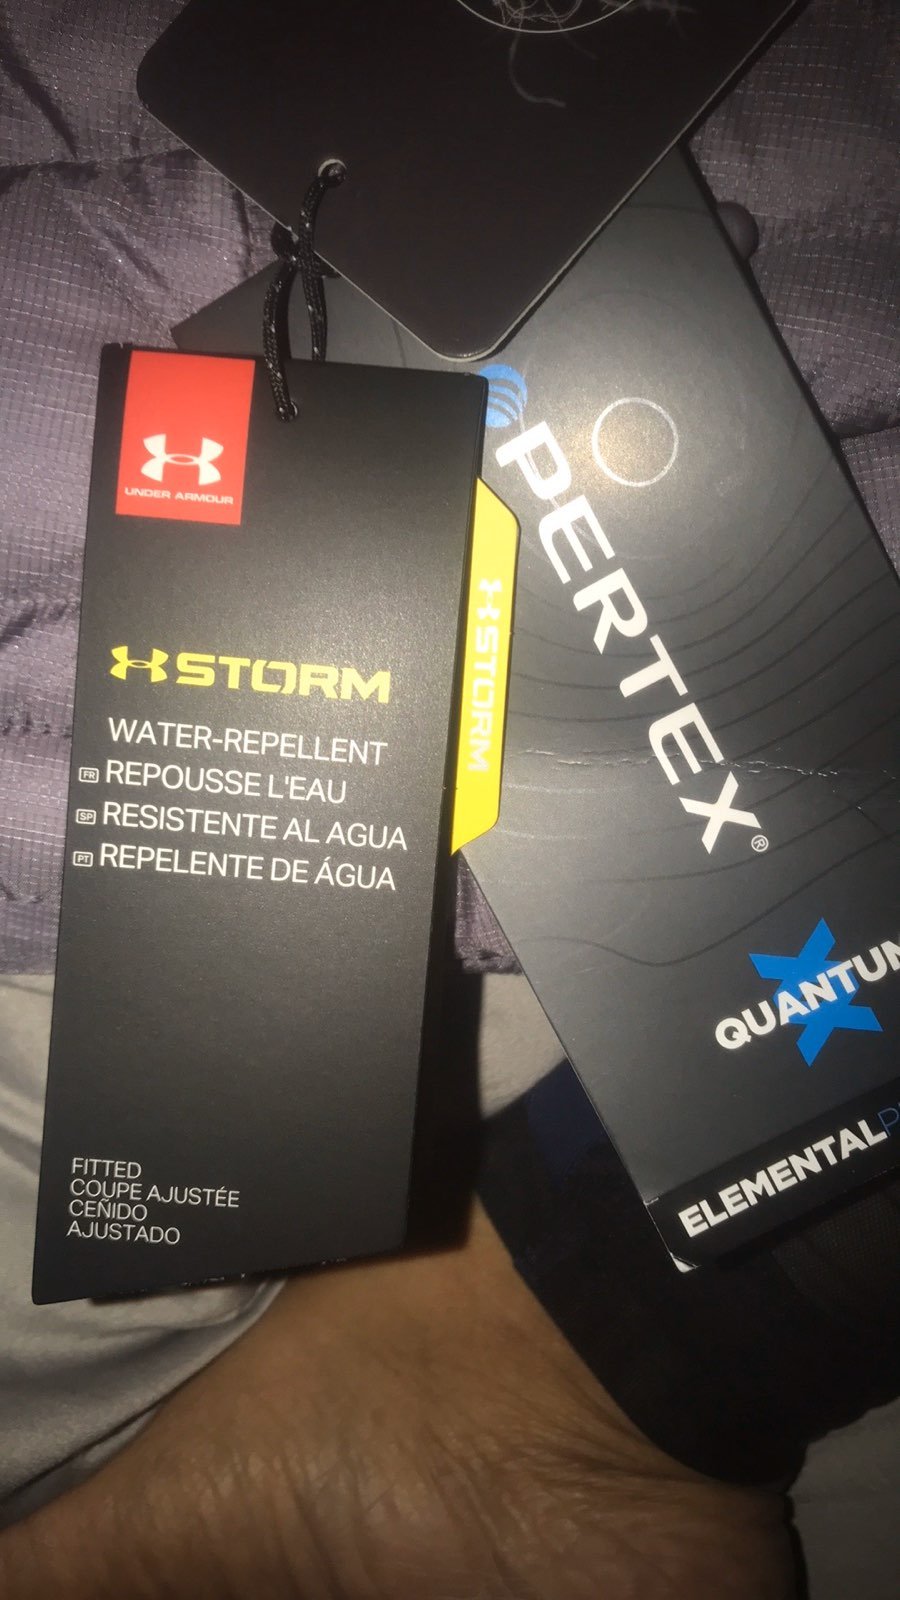 UNDER ARMOUR
STORM
WATER-REPELLENT
FR REPOUSSE L'EAU
SP RESISTENTE AL AGUA
PT REPELENTE DE ÁGUA
FITTED
COUPE AJUSTÉE
CEÑIDO
AJUSTADO
STORM
PERTEX®
QUANTUM
ELEMENTAL